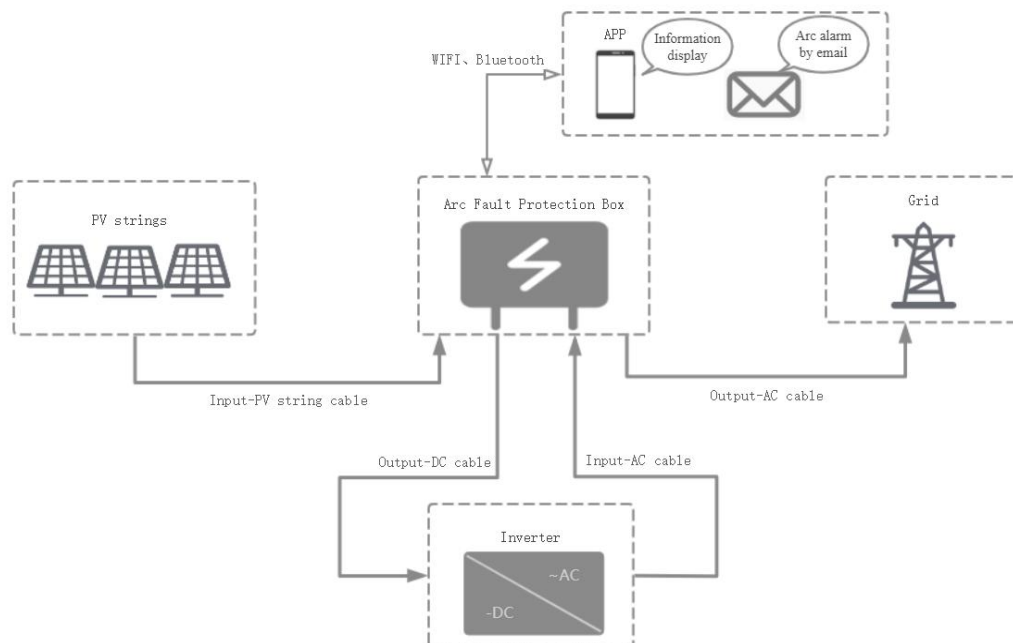 APP
Information
display
Arc alarm
by email
WIFI、Bluetooth
PV strings
Arc Fault Protection Box
Grid
Input-PV string cable
Output-AC cable
Output-DC cable
Input-AC cable
Inverter
~AC
-DC